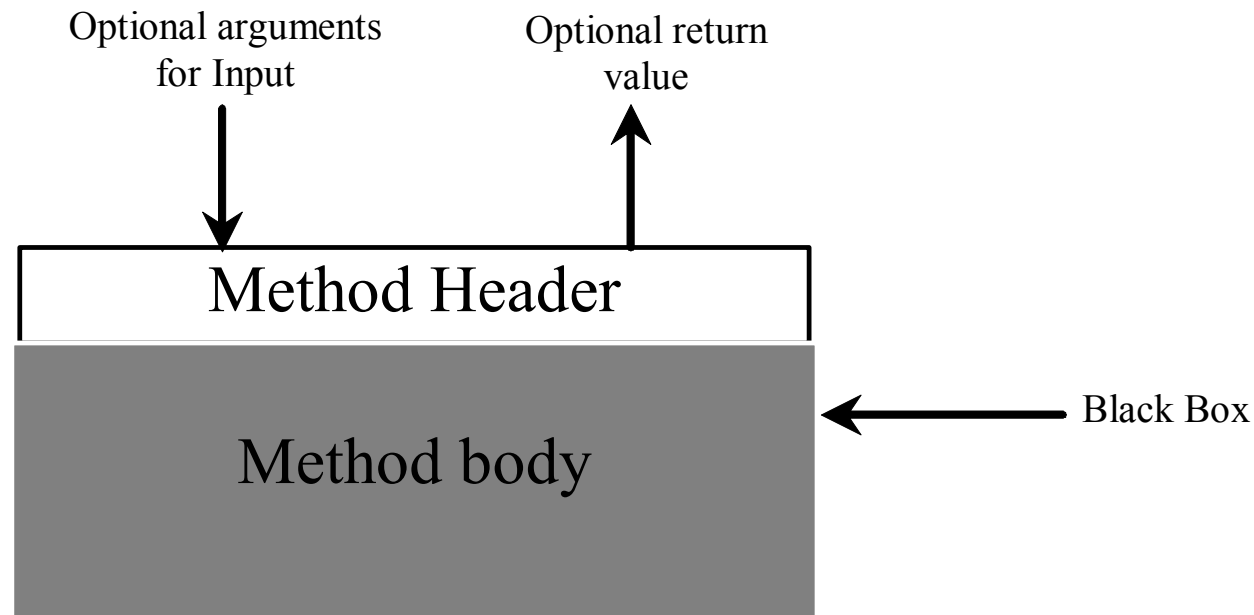 Optional arguments
for Input
Optional return
value
Method Header
Method body
Black Box